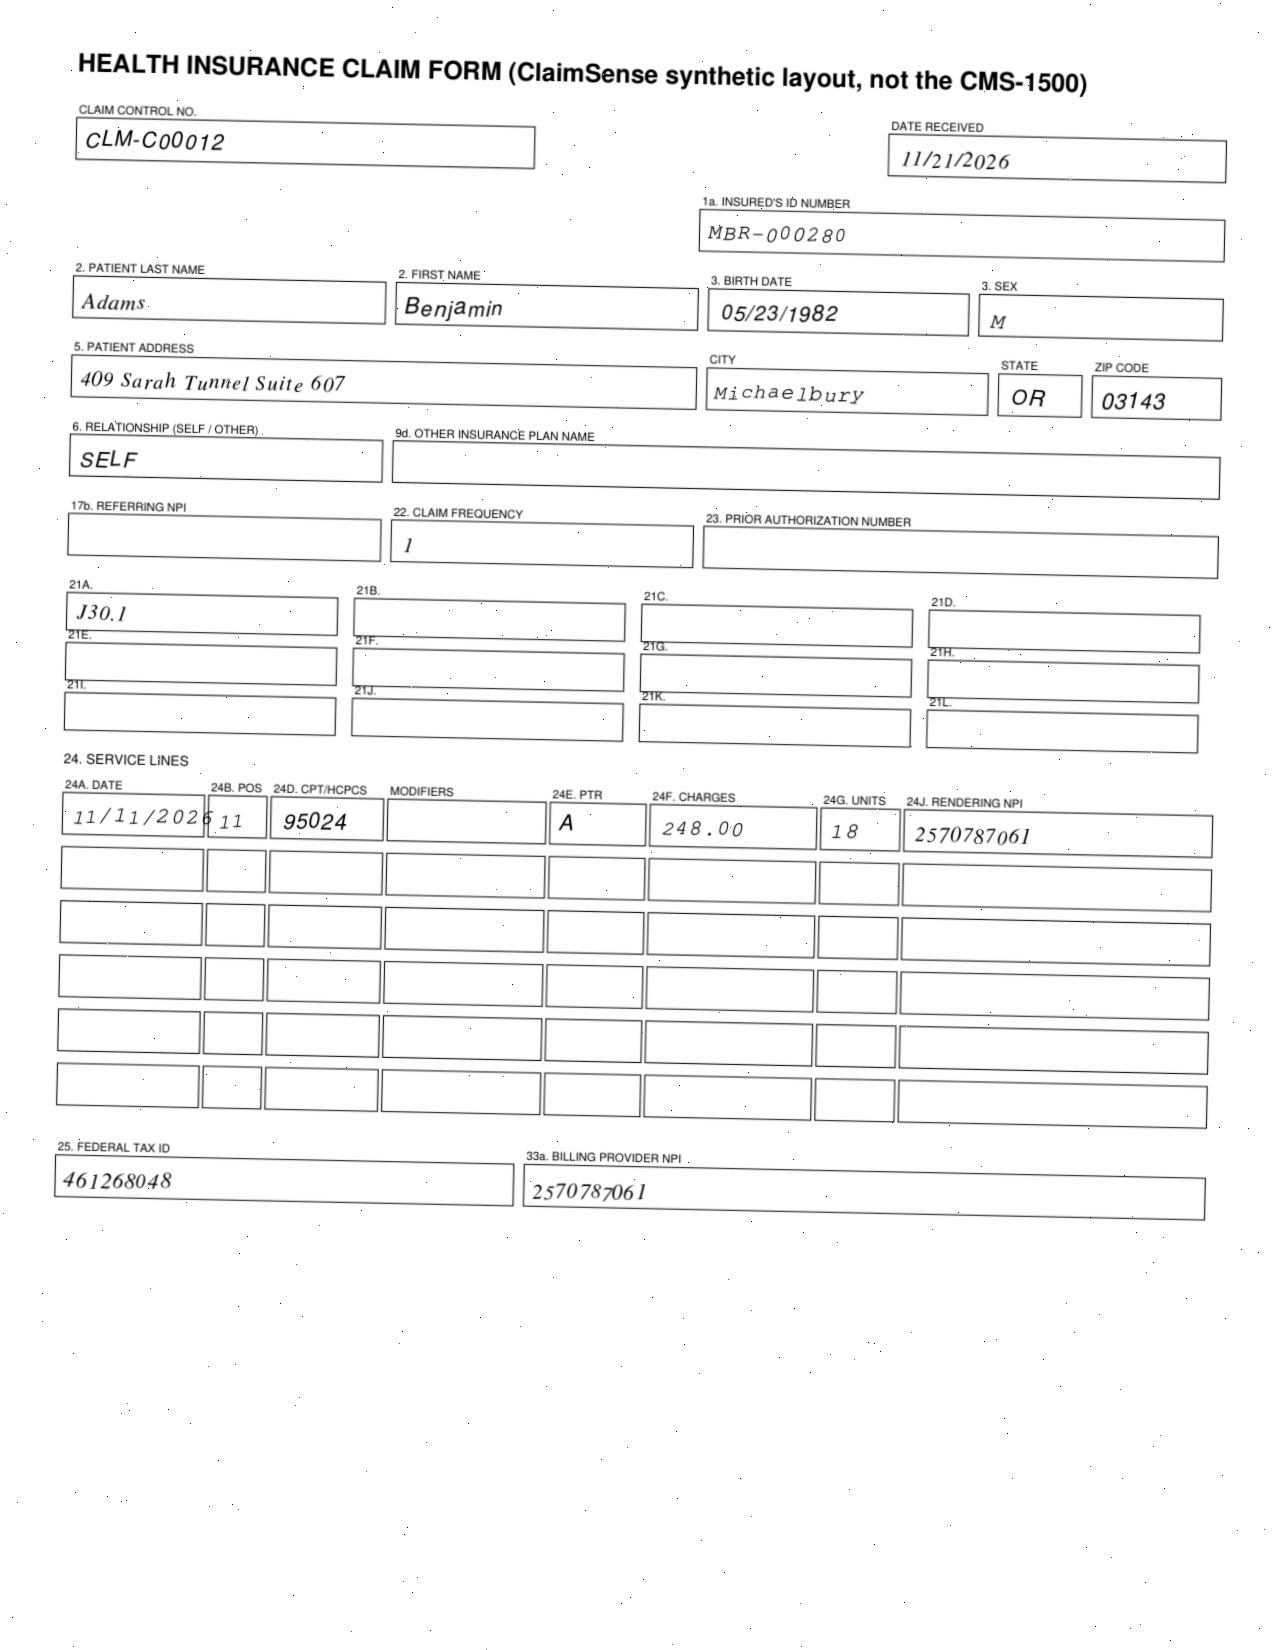 HEALTH INSURANCE CLAIM FORM (ClaimSense synthetic layout, not the CMS-1500)
CLAIM CONTROL NO.
CLM-C00012
DATE RECEIVED
11/21/2026
1a. INSURED'S ID NUMBER
MBR-000280
2. PATIENT LAST NAME 2. FIRST NAME 3. BIRTH DATE 3. SEX
Adams Benjamin 05/23/1982 M
5. PATIENT ADDRESS CITY STATE ZIP CODE
409 Sarah Tunnel Suite 607 Michaelbury OR 03143
6. RELATIONSHIP (SELF / OTHER) 9d. OTHER INSURANCE PLAN NAME
SELF
17b. REFERRING NPI 22. CLAIM FREQUENCY 23. PRIOR AUTHORIZATION NUMBER
1
21A. 21B. 21C. 21D.
J30.1
21E. 21F. 21G. 21H.
21I. 21J. 21K. 21L.
24. SERVICE LINES
24A. DATE 24B. POS 24D. CPT/HCPCS MODIFIERS 24E. PTR 24F. CHARGES 24G. UNITS 24J. RENDERING NPI
11/11/2026 11 95024 A 248.00 18 2570787061
25. FEDERAL TAX ID 33a. BILLING PROVIDER NPI
461268048 2570787061